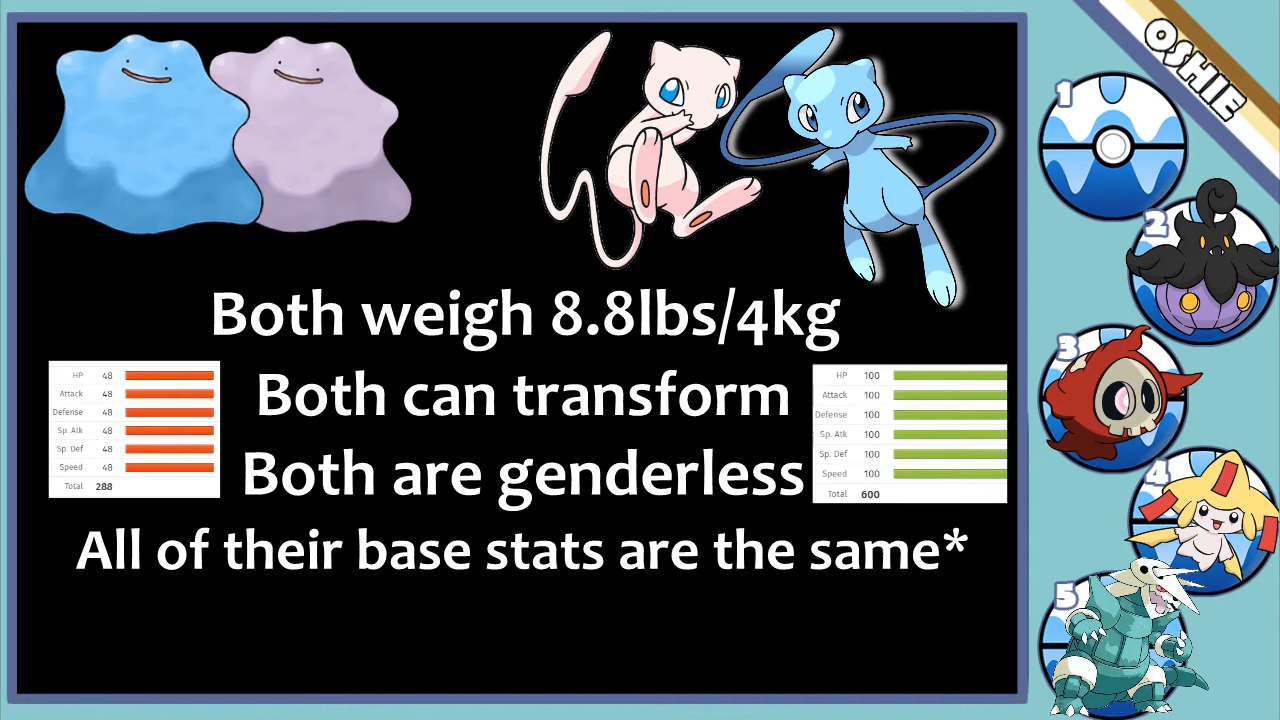 OSHIE
1
2
3
4
5
Both weigh 8.8lbs/4kg
Both can transform
Both are genderless
All of their base stats are the same*
HP 48
Attack 48
Defense 48
Sp. Atk 48
Sp. Def 48
Speed 48
Total 288
HP 100
Attack 100
Defense 100
Sp. Atk 100
Sp. Def 100
Speed 100
Total 600